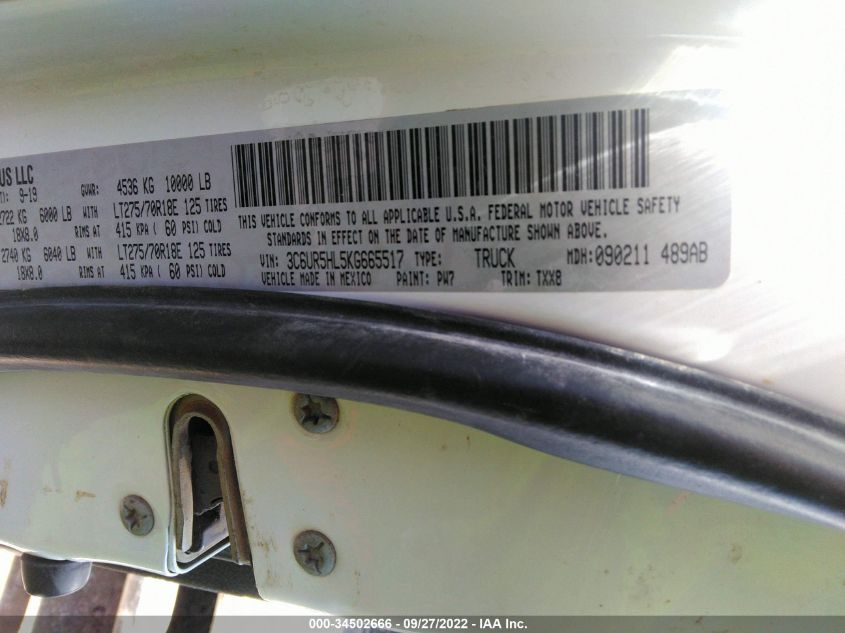 US LLC
9-19 GVWR: 4536 KG 10000 LB
2722 KG 6000 LB WITH LT275/70R18E 125 TIRES
18X8.0 RIMS AT 415 KPA ( 60 PSI) COLD
2740 KG 6040 LB WITH LT275/70R18E 125 TIRES
18X8.0 RIMS AT 415 KPA ( 60 PSI) COLD
THIS VEHICLE CONFORMS TO ALL APPLICABLE U.S.A. FEDERAL MOTOR VEHICLE SAFETY
STANDARDS IN EFFECT ON THE DATE OF MANUFACTURE SHOWN ABOVE.
VIN: 3C6UR5HL5KG665517 TYPE: TRUCK MDH:090211 489AB
VEHICLE MADE IN MEXICO PAINT: PW7 TRIM: TXX8
000-34502666 - 09/27/2022 - IAA Inc.